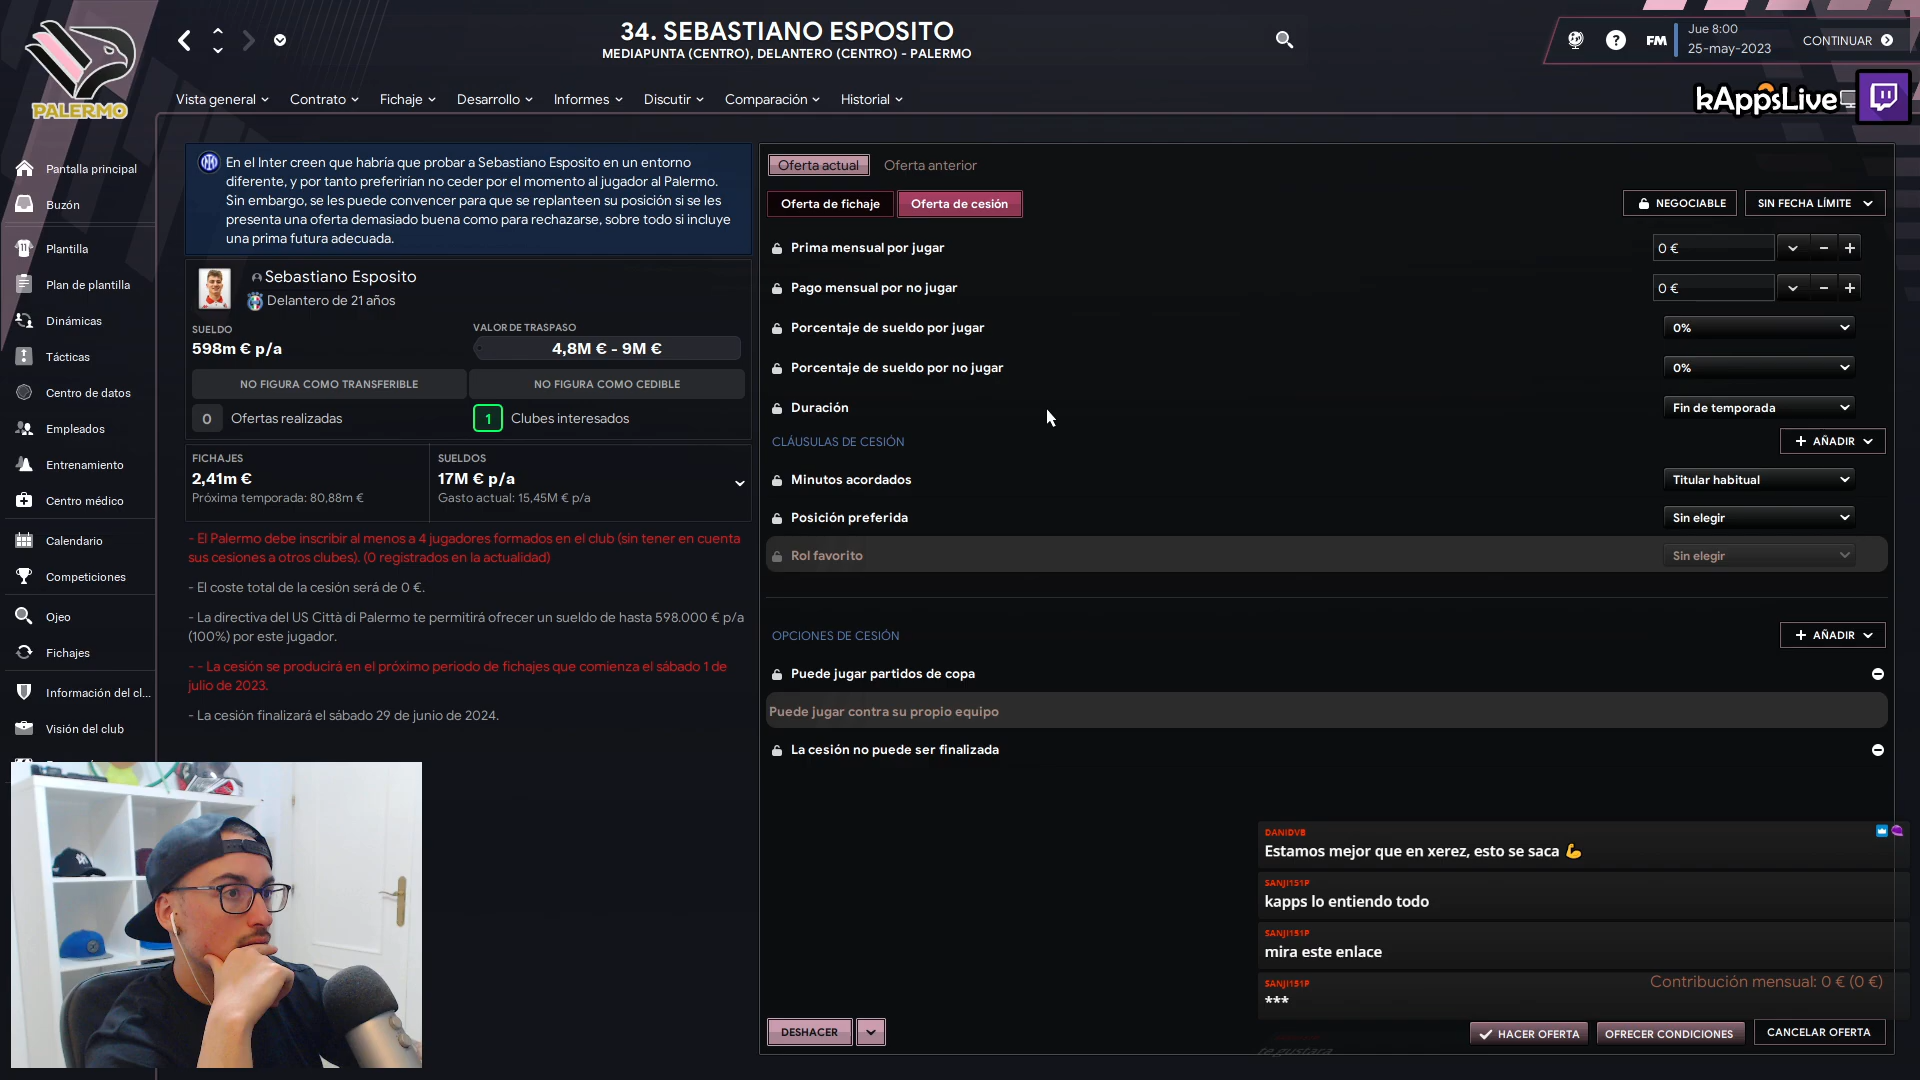 34. SEBASTIANO ESPOSITO
MEDIAPUNTA (CENTRO), DELANTERO (CENTRO) - PALERMO
FM
Jue 8:00
25-may-2023
CONTINUAR
PALERMO
Vista general
Contrato
Fichaje
Desarrollo
Informes
Discutir
Comparación
Historial
kAppsLive
Pantalla principal
Buzón
Plantilla
Plan de plantilla
Dinámicas
Tácticas
Centro de datos
Empleados
Entrenamiento
Centro médico
Calendario
Competiciones
Ojeo
Fichajes
Información del cl...
Visión del club
En el Inter creen que habría que probar a Sebastiano Esposito en un entorno
diferente, y por tanto preferirían no ceder por el momento al jugador al Palermo.
Sin embargo, se les puede convencer para que se replanteen su posición si se les
presenta una oferta demasiado buena como para rechazarse, sobre todo si incluye
una prima futura adecuada.
Sebastiano Esposito
Delantero de 21 años
SUELDO
598m € p/a
VALOR DE TRASPASO
4,8M € - 9M €
NO FIGURA COMO TRANSFERIBLE
NO FIGURA COMO CEDIBLE
0 Ofertas realizadas
1 Clubes interesados
FICHAJES
2,41m €
Próxima temporada: 80,88m €
SUELDOS
17M € p/a
Gasto actual: 15,45M € p/a
- El Palermo debe inscribir al menos a 4 jugadores formados en el club (sin tener en cuenta
sus cesiones a otros clubes). (0 registrados en la actualidad)
- El coste total de la cesión será de 0 €.
- La directiva del US Città di Palermo te permitirá ofrecer un sueldo de hasta 598.000 € p/a
(100%) por este jugador.
- - La cesión se producirá en el próximo periodo de fichajes que comienza el sábado 1 de
julio de 2023.
- La cesión finalizará el sábado 29 de junio de 2024.
Oferta actual
Oferta anterior
Oferta de fichaje
Oferta de cesión
NEGOCIABLE
SIN FECHA LÍMITE
Prima mensual por jugar
0 €
Pago mensual por no jugar
0 €
Porcentaje de sueldo por jugar
0%
Porcentaje de sueldo por no jugar
0%
Duración
Fin de temporada
CLÁUSULAS DE CESIÓN
AÑADIR
Minutos acordados
Titular habitual
Posición preferida
Sin elegir
Rol favorito
Sin elegir
OPCIONES DE CESIÓN
AÑADIR
Puede jugar partidos de copa
Puede jugar contra su propio equipo
La cesión no puede ser finalizada
DANIDVB
Estamos mejor que en xerez, esto se saca 💪
SANJI151P
kapps lo entiendo todo
SANJI151P
mira este enlace
SANJI151P
***
te gustara
Contribución mensual: 0 € (0 €)
DESHACER
HACER OFERTA
OFRECER CONDICIONES
CANCELAR OFERTA